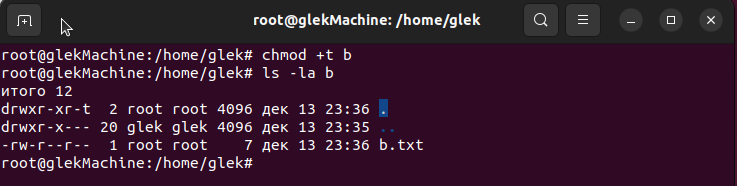 root@glekMachine: /home/glek
root@glekMachine:/home/glek# chmod +t b
root@glekMachine:/home/glek# ls -la b
итого 12
drwxr-xr-t  2 root root 4096 дек 13 23:36 .
drwxr-x--- 20 glek glek 4096 дек 13 23:35 ..
-rw-r--r--  1 root root    7 дек 13 23:36 b.txt
root@glekMachine:/home/glek#